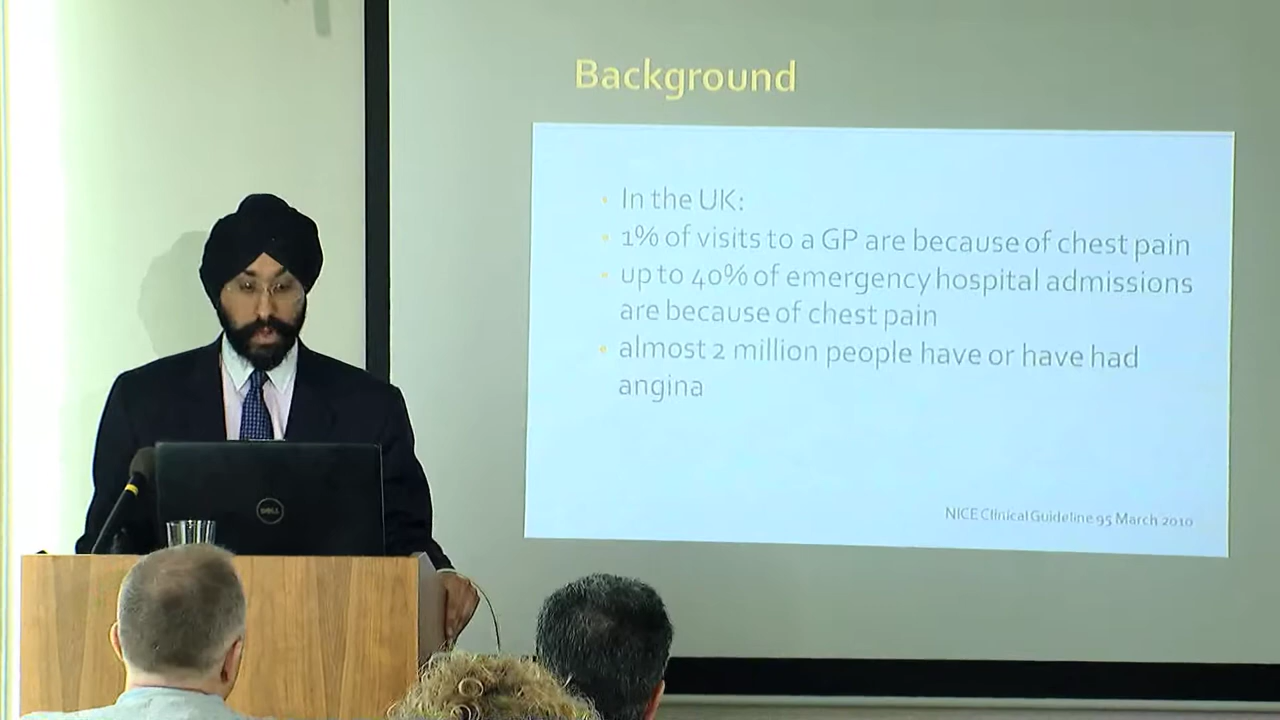 Background
In the UK:
1% of visits to a GP are because of chest pain
up to 40% of emergency hospital admissions
are because of chest pain
almost 2 million people have or have had
angina
NICE Clinical Guideline 95 March 2010
DELL